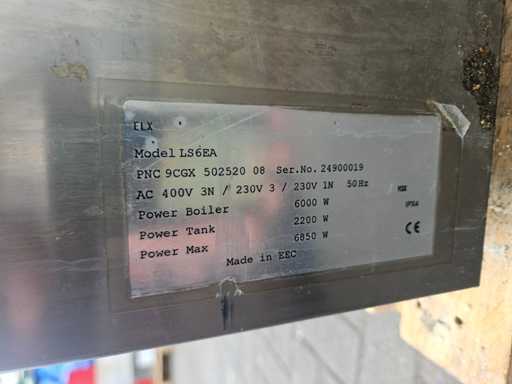 ELX
Model LS6EA
PNC 9CGX 502520 08 Ser.No. 24900019
AC 400V 3N / 230V 3 / 230V 1N 50Hz
Power Boiler 6000 W
Power Tank 2200 W
Power Max 6850 W
Made in EEC
CE